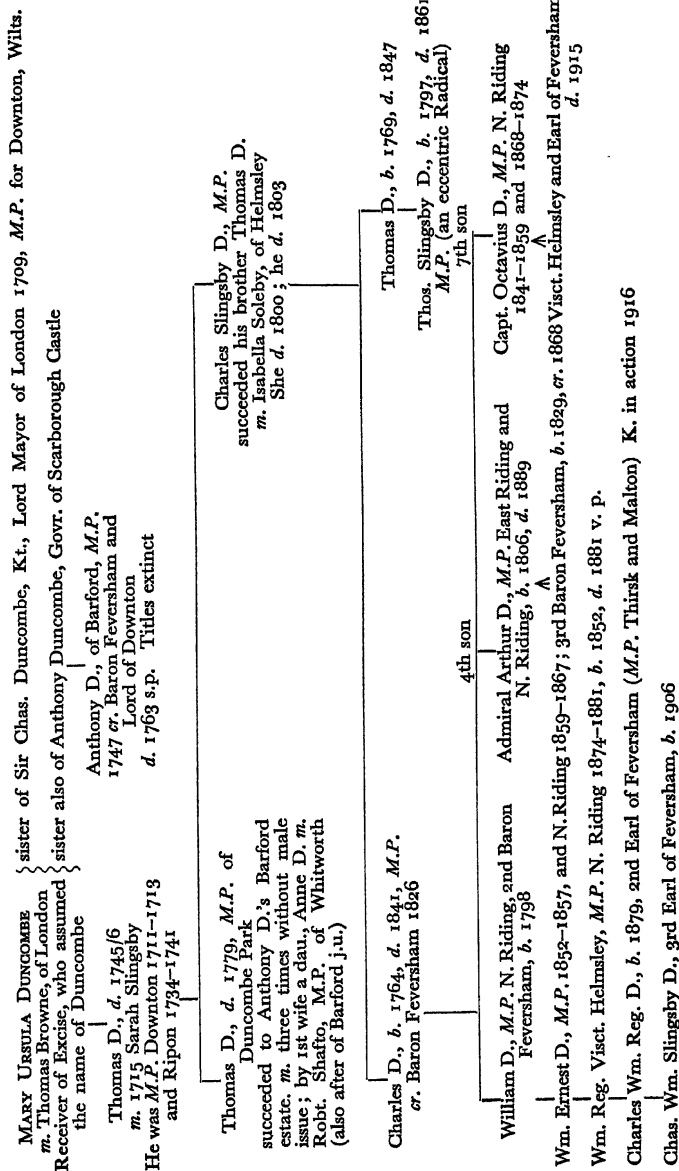 MARY URSULA DUNCOMBE
m. Thomas Browne, of London
Receiver of Excise, who assumed
the name of Duncombe
sister of Sir Chas. Duncombe, Kt., Lord Mayor of London 1709, M.P. for Downton, Wilts.
sister also of Anthony Duncombe, Govr. of Scarborough Castle
Anthony D., of Barford, M.P.
1747 cr. Baron Feversham and
Lord of Downton
d. 1763 s.p. Titles extinct
Thomas D., d. 1745/6
m. 1715 Sarah Slingsby
He was M.P. Downton 1711–1713
and Ripon 1734–1741
Thomas D., d. 1779, M.P. of
Duncombe Park
succeeded to Anthony D.'s Barford
estate. m. three times without male
issue; by 1st wife a dau., Anne D. m.
Robt. Shafto, M.P. of Whitworth
(also after of Barford j.u.)
Charles Slingsby D., M.P.
succeeded his brother Thomas D.
m. Isabella Soleby, of Helmsley
She d. 1800; he d. 1803
Charles D., b. 1764, d. 1841, M.P.
cr. Baron Feversham 1826
Thomas D., b. 1769, d. 1847
Thos. Slingsby D., b. 1797, d. 1861
M.P. (an eccentric Radical)
4th son
7th son
William D., M.P. N. Riding, 2nd Baron
Feversham, b. 1798
Admiral Arthur D., M.P. East Riding and
N. Riding, b. 1806, d. 1889
Capt. Octavius D., M.P. N. Riding
1841–1859 and 1868–1874
Wm. Ernest D., M.P. 1852–1857, and N. Riding 1859–1867; 3rd Baron Feversham, b. 1829, cr. 1868 Visct. Helmsley and Earl of Feversham
d. 1915
Wm. Reg. Visct. Helmsley, M.P. N. Riding 1874–1881, b. 1852, d. 1881 v. p.
Charles Wm. Reg. D., b. 1879, 2nd Earl of Feversham (M.P. Thirsk and Malton) K. in action 1916
Chas. Wm. Slingsby D., 3rd Earl of Feversham, b. 1906